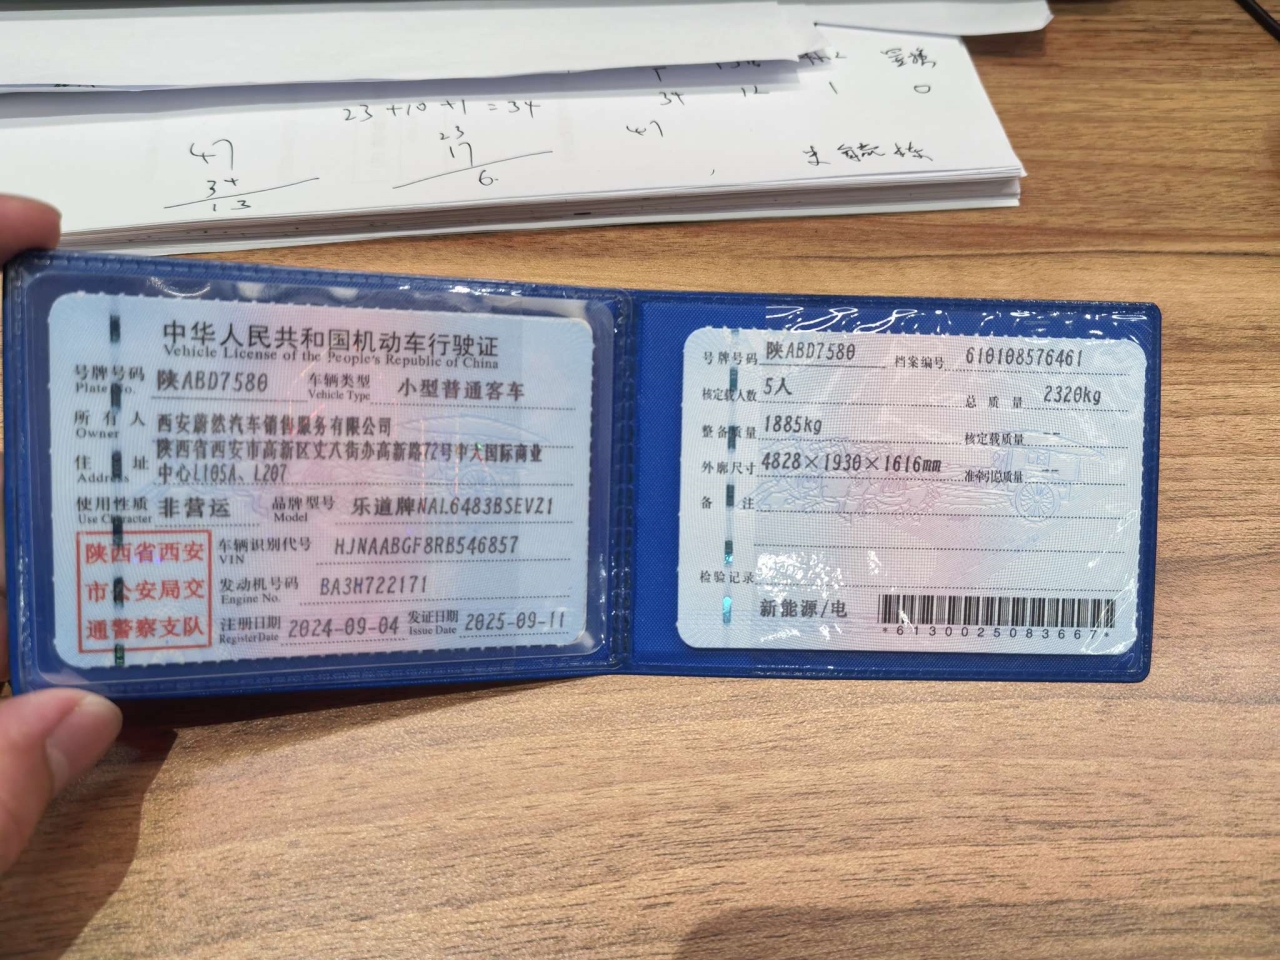 23+10+1=34
34 12 1 0
47
23
47
17
34
6
13
中华人民共和国机动车行驶证
Vehicle License of the People's Republic of China
号牌号码 陕ABD7580 车辆类型 小型普通客车
Plate No. Vehicle Type
所有人 西安蔚然汽车销售服务有限公司
Owner
住址 陕西省西安市高新区丈八街办高新路72号中大国际商业
Address 中心L105A、L207
使用性质 非营运 品牌型号 乐道牌NAL6483BSEVZ1
Use Character Model
陕西省西安
市公安局交
通警察支队
车辆识别代号 HJNAABGF8RB546857
VIN
发动机号码 BA3H722171
Engine No.
注册日期 2024-09-04 发证日期 2025-09-11
Register Date Issue Date
号牌号码 陕ABD7580 档案编号 610108576461
核定载人数 5人 总质量 2320kg
整备质量 1885kg 核定载质量 --
外廓尺寸 4828×1930×1616mm 准牵引总质量 --
备注
检验记录
新能源/电
*6130025083667*